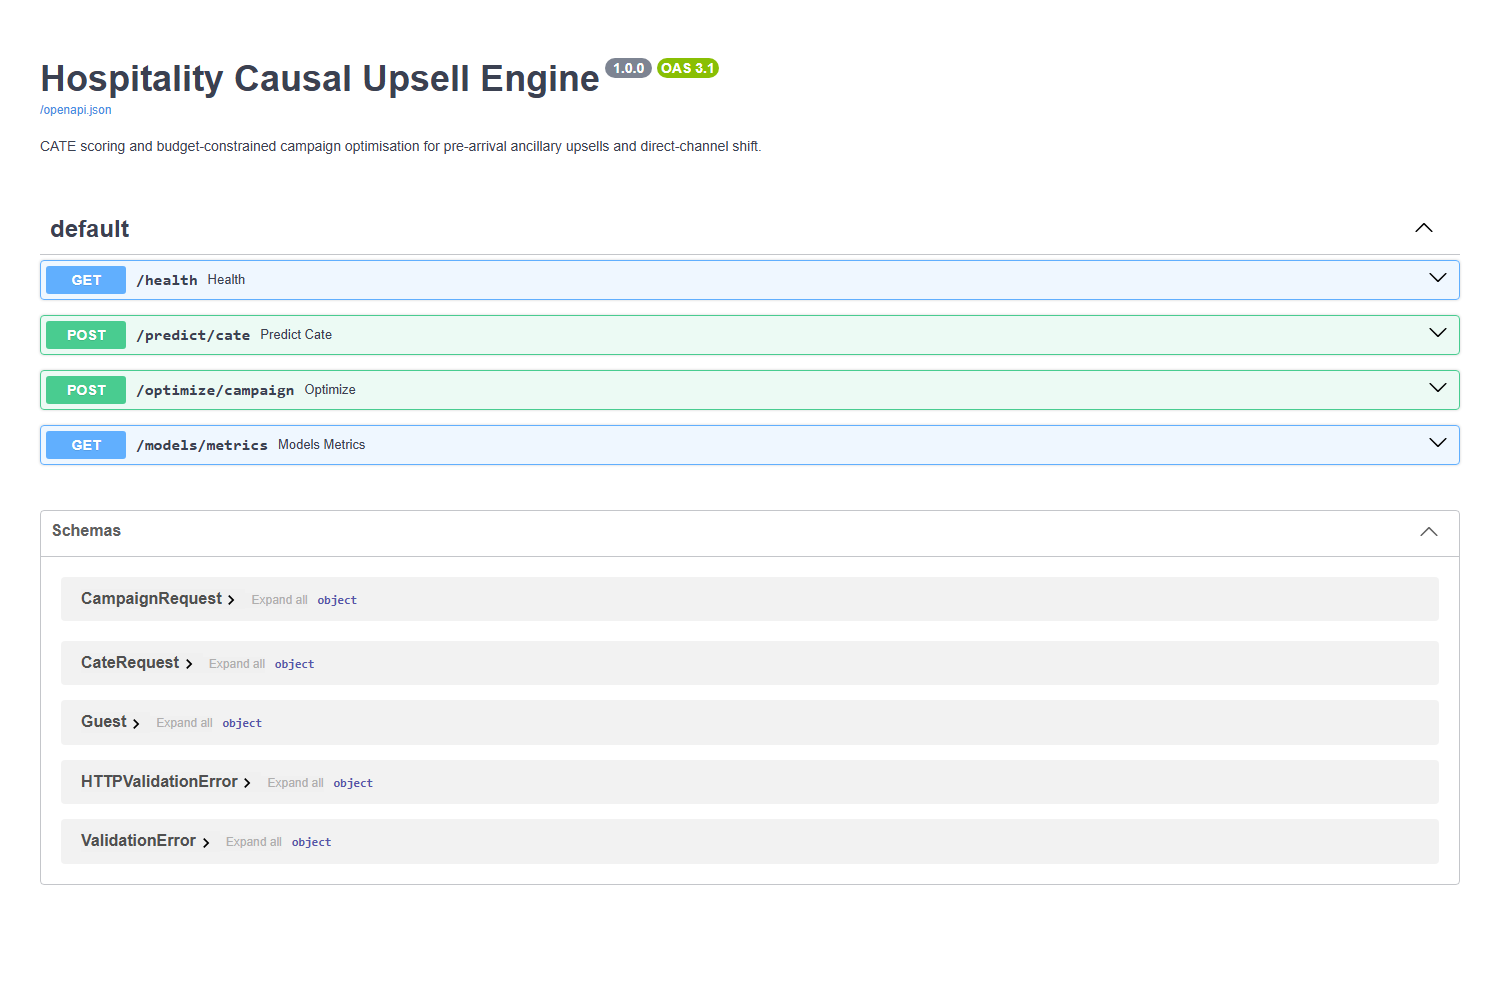 Hospitality Causal Upsell Engine 1.0.0 OAS 3.1
/openapi.json
CATE scoring and budget-constrained campaign optimisation for pre-arrival ancillary upsells and direct-channel shift.
default
GET /health Health
POST /predict/cate Predict Cate
POST /optimize/campaign Optimize
GET /models/metrics Models Metrics
Schemas
CampaignRequest Expand all object
CateRequest Expand all object
Guest Expand all object
HTTPValidationError Expand all object
ValidationError Expand all object